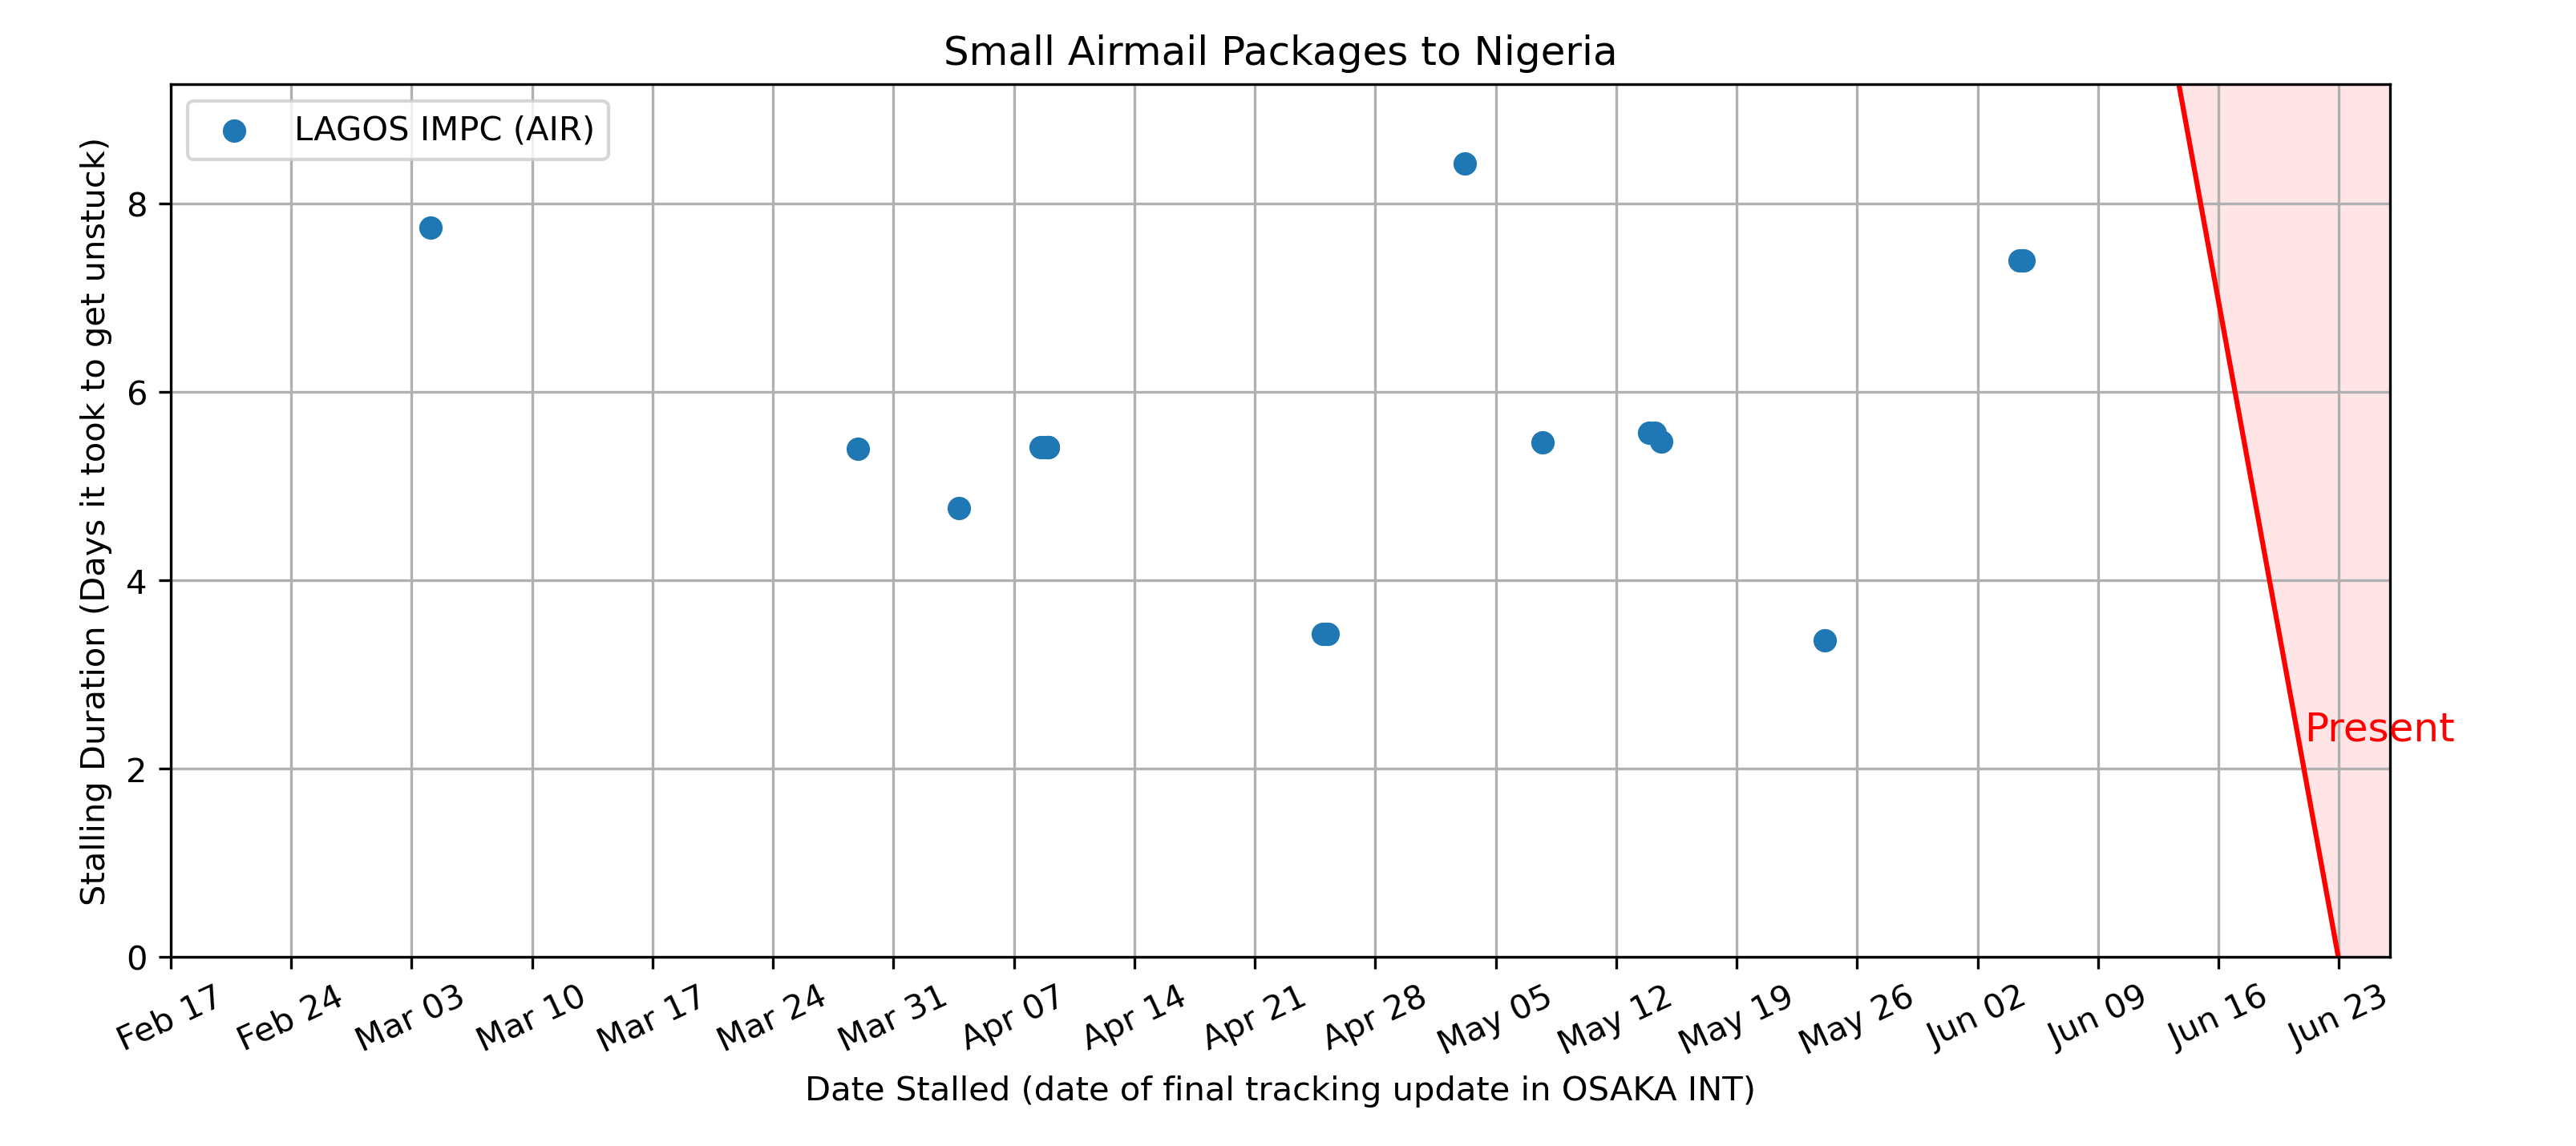 Small Airmail Packages to Nigeria
LAGOS IMPC (AIR)
Stalling Duration (Days it took to get unstuck)
8
6
4
2
0
Present
Feb 17
Feb 24
Mar 03
Mar 10
Mar 17
Mar 24
Mar 31
Apr 07
Apr 14
Apr 21
Apr 28
May 05
May 12
May 19
May 26
Jun 02
Jun 09
Jun 16
Jun 23
Date Stalled (date of final tracking update in OSAKA INT)